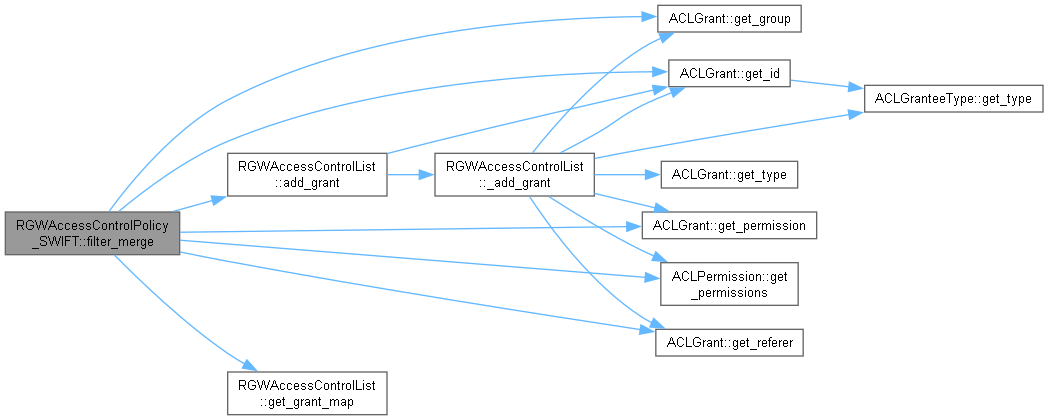 RGWAccessControlPolicy
_SWIFT::filter_merge
RGWAccessControlList
::add_grant
RGWAccessControlList
::get_grant_map
RGWAccessControlList
::_add_grant
ACLGrant::get_group
ACLGrant::get_id
ACLGranteeType::get_type
ACLGrant::get_type
ACLGrant::get_permission
ACLPermission::get
_permissions
ACLGrant::get_referer